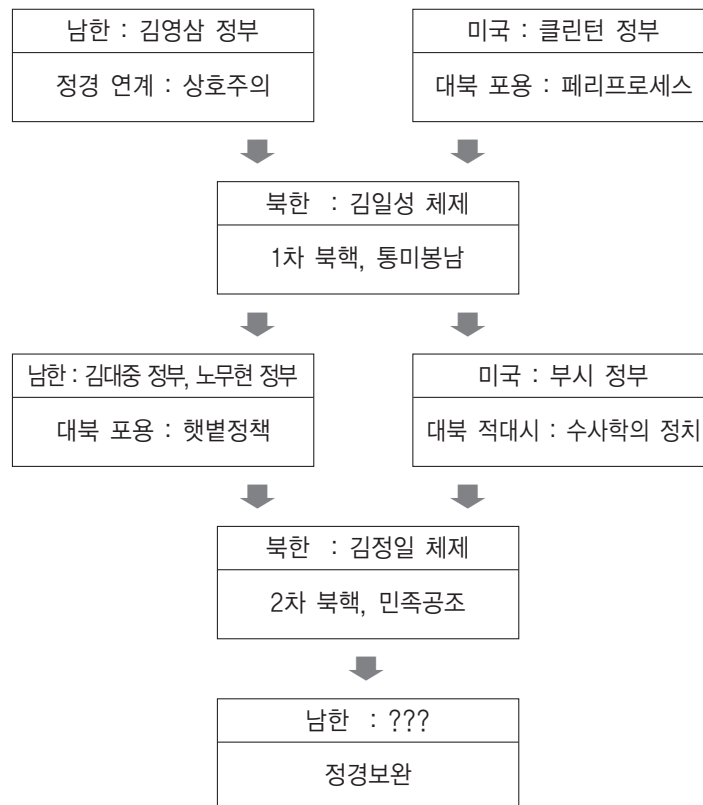 남한 : 김영삼 정부
정경 연계 : 상호주의
미국 : 클린턴 정부
대북 포용 : 페리프로세스
북한 : 김일성 체제
1차 북핵, 통미봉남
남한 : 김대중 정부, 노무현 정부
대북 포용 : 햇볕정책
미국 : 부시 정부
대북 적대시 : 수사학의 정치
북한 : 김정일 체제
2차 북핵, 민족공조
남한 : ???
정경보완